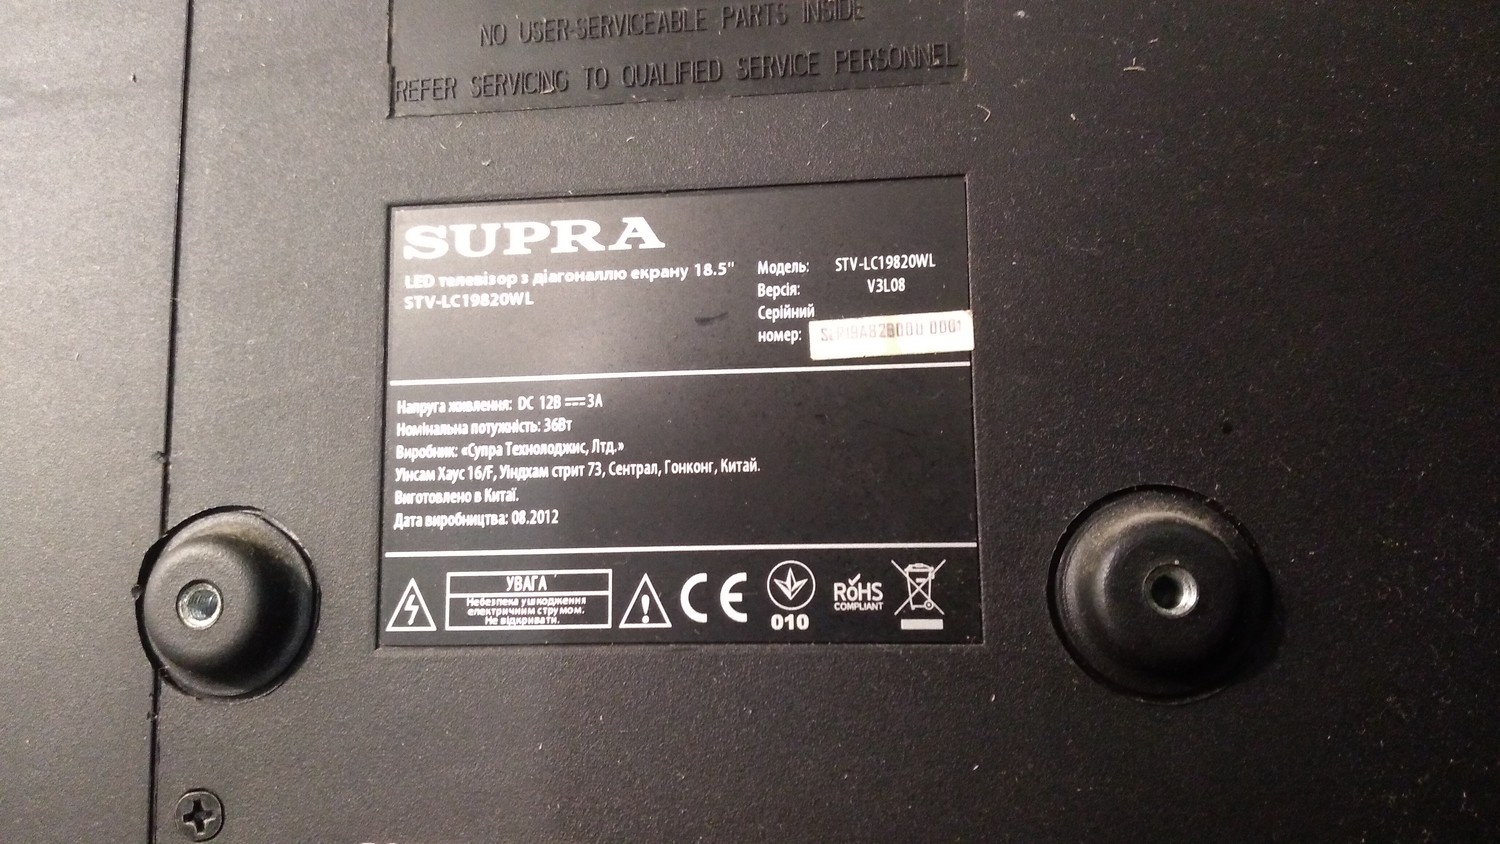 NO USER-SERVICEABLE PARTS INSIDE
REFER SERVICING TO QUALIFIED SERVICE PERSONNEL
SUPRA
LED телевізор з діагоналлю екрану 18.5"
STV-LC19820WL
Модель: STV-LC19820WL
Версія: V3L08
Серійний
номер:
Напруга живлення: DC 12В 3А
Номінальна потужність: 36Вт
Виробник: «Супра Технолоджис, Лтд.»
Уінсам Хаус 16/F, Уіндхам стрит 73, Сентрал, Гонконг, Китай.
Виготовлено в Китаї.
Дата виробництва: 08.2012
УВАГА
Небезпека ушкодження
електричним струмом.
Не відкривати.
CE
010
RoHS
COMPLIANT